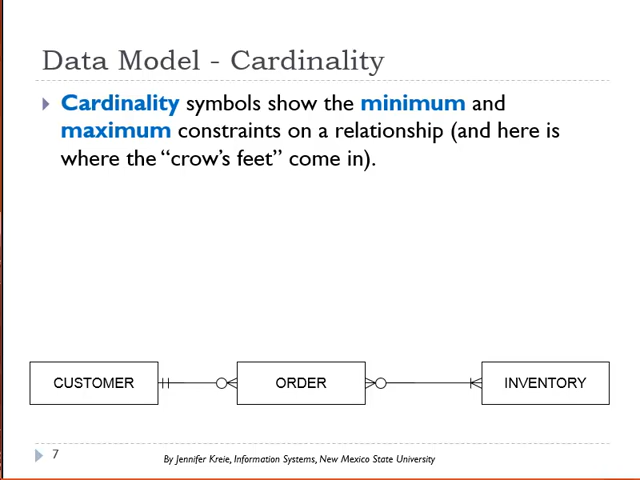 Data Model - Cardinality
Cardinality symbols show the minimum and
maximum constraints on a relationship (and here is
where the “crow’s feet” come in).
CUSTOMER ORDER INVENTORY
7 By Jennifer Kreie, Information Systems, New Mexico State University